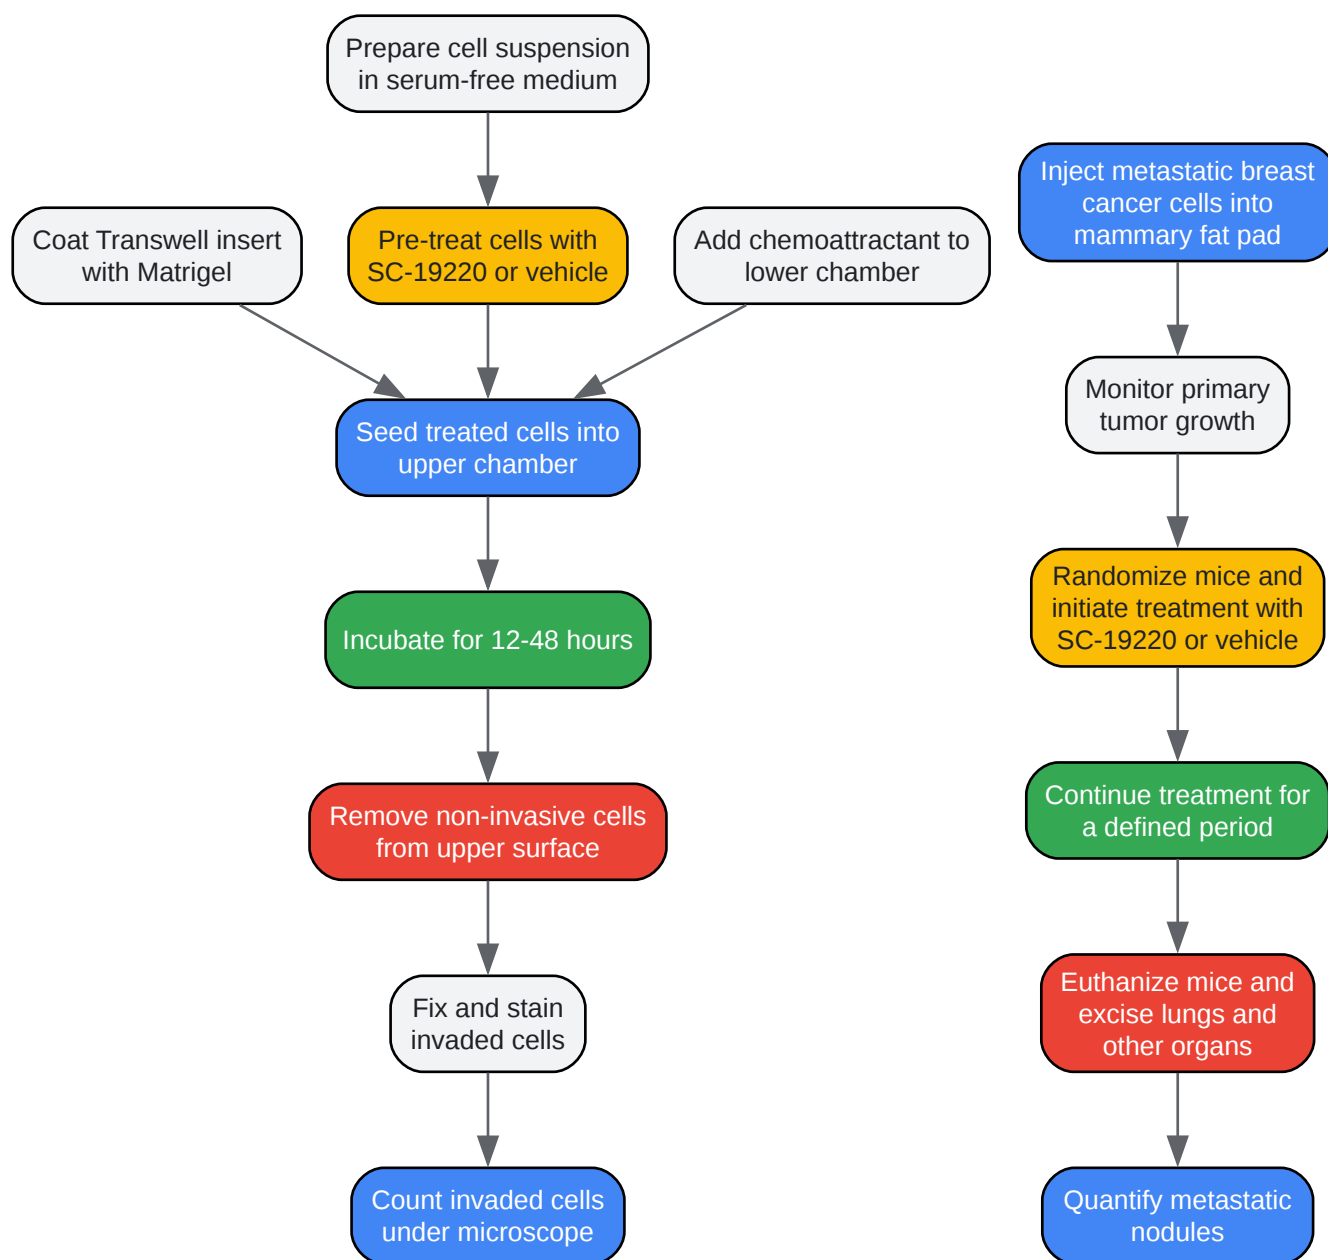 Prepare cell suspension
in serum-free medium
Coat Transwell insert
with Matrigel
Pre-treat cells with
SC-19220 or vehicle
Add chemoattractant to
lower chamber
Seed treated cells into
upper chamber
Incubate for 12-48 hours
Remove non-invasive cells
from upper surface
Fix and stain
invaded cells
Count invaded cells
under microscope
Inject metastatic breast
cancer cells into
mammary fat pad
Monitor primary
tumor growth
Randomize mice and
initiate treatment with
SC-19220 or vehicle
Continue treatment for
a defined period
Euthanize mice and
excise lungs and
other organs
Quantify metastatic
nodules